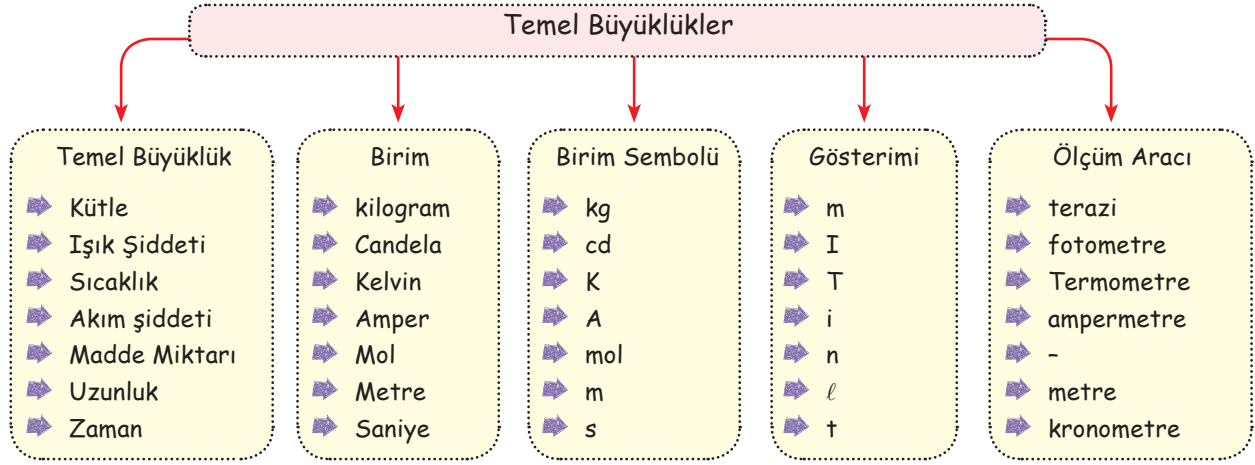 Temel Büyüklükler
Temel Büyüklük
Kütle
Işık Şiddeti
Sıcaklık
Akım şiddeti
Madde Miktarı
Uzunluk
Zaman
Birim
kilogram
Candela
Kelvin
Amper
Mol
Metre
Saniye
Birim Sembolü
kg
cd
K
A
mol
m
s
Gösterimi
m
I
T
i
n
ℓ
t
Ölçüm Aracı
terazi
fotometre
Termometre
ampermetre
–
metre
kronometre